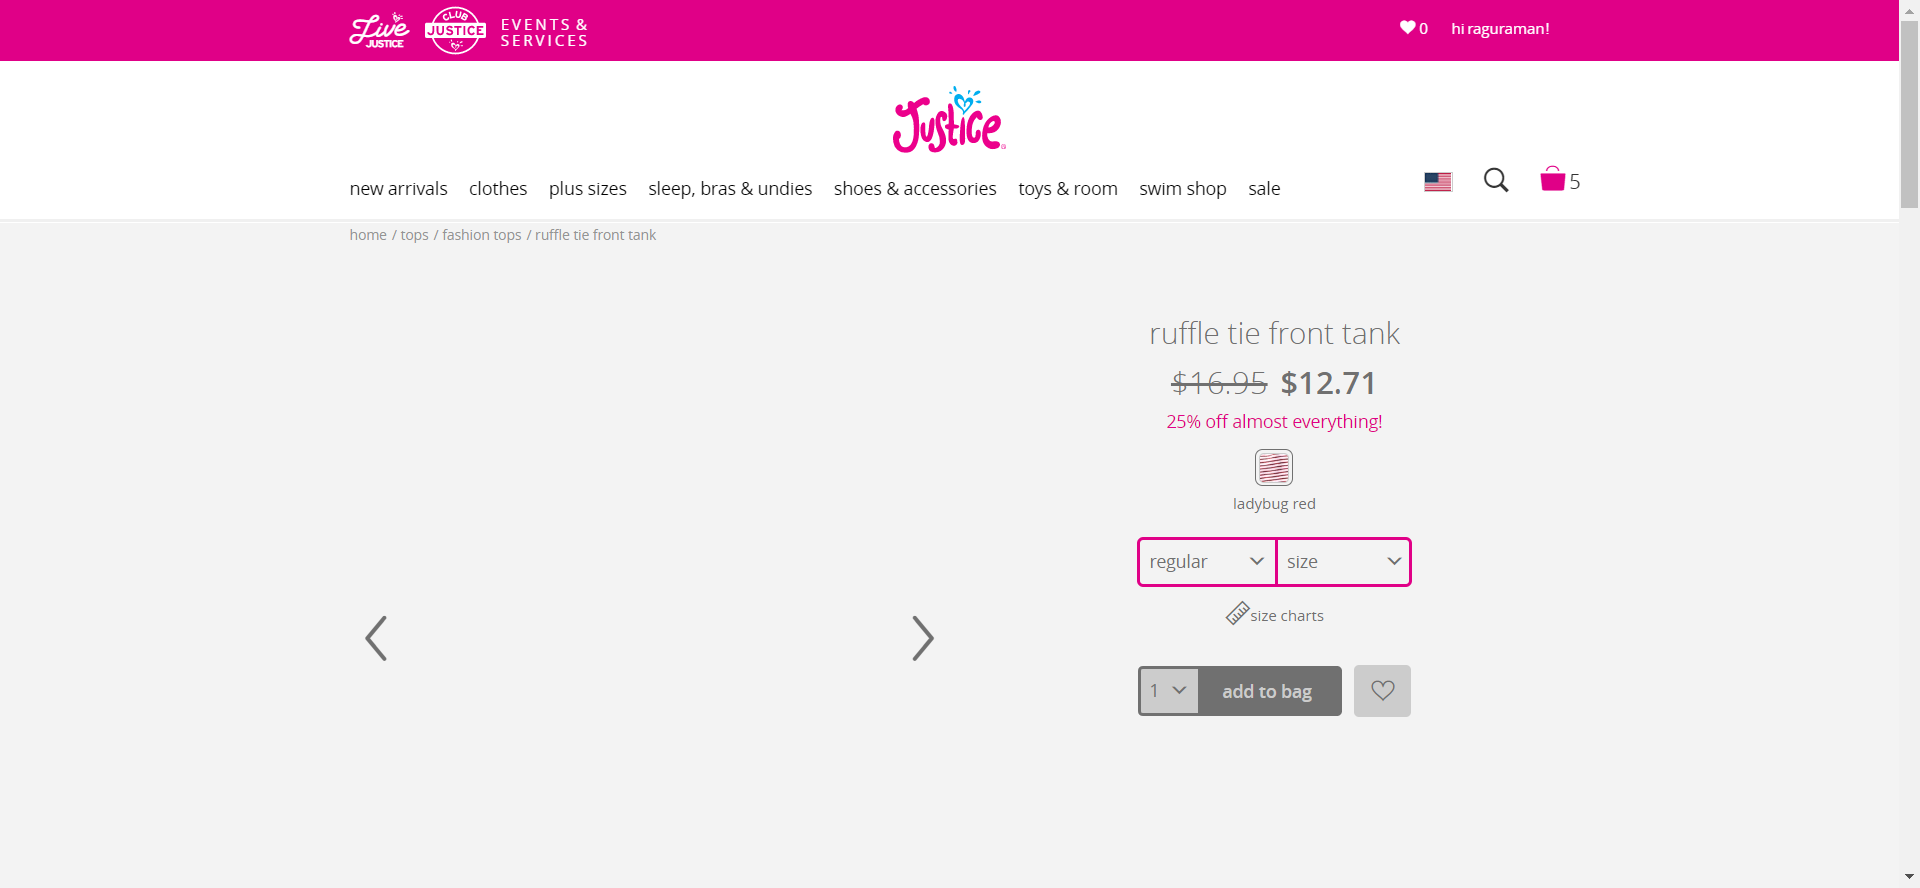 Live
JUSTICE
CLUB
JUSTICE
EVENTS &
SERVICES
0
hi raguraman!
Justice
new arrivals
clothes
plus sizes
sleep, bras & undies
shoes & accessories
toys & room
swim shop
sale
5
home / tops / fashion tops / ruffle tie front tank
ruffle tie front tank
$16.95 $12.71
25% off almost everything!
ladybug red
regular
size
size charts
1
add to bag